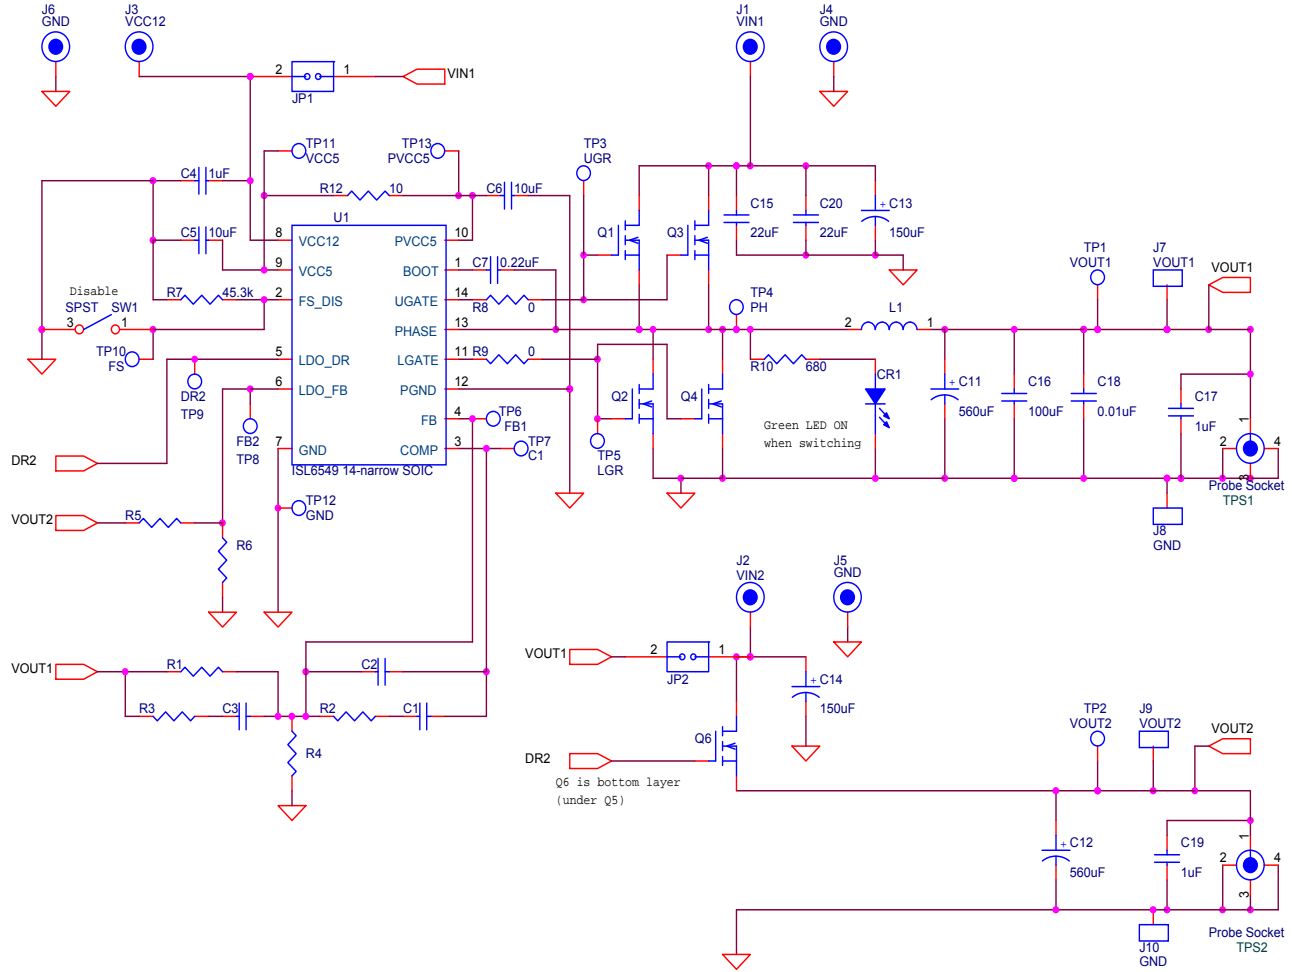 J6
GND
J3
VCC12
J1
VIN1
J4
GND
2
1
VIN1
JP1
TP11
VCC5
TP13
PVCC5
TP3
UGR
C4
1uF
R12
10
C6
10uF
C5
10uF
U1
8
VCC12
PVCC5
10
9
VCC5
BOOT
1
C7
0.22uF
R7
45.3k
2
FS_DIS
UGATE
14
R8
0
PHASE
13
5
LDO_DR
LGATE
11
R9
0
6
LDO_FB
PGND
12
FB
4
7
GND
COMP
3
ISL6549 14-narrow SOIC
Disable
SPST
SW1
3
1
TP10
FS
DR2
TP9
FB2
TP8
TP6
FB1
TP7
C1
TP12
GND
Q1
Q3
C15
22uF
C20
22uF
+
C13
150uF
TP4
PH
2
L1
1
R10
680
CR1
Green LED ON
when switching
Q2
Q4
TP5
LGR
TP1
VOUT1
J7
VOUT1
VOUT1
+
C11
560uF
C16
100uF
C18
0.01uF
C17
1uF
1
2
4
3
Probe Socket
TPS1
J8
GND
DR2
VOUT2
R5
R6
VOUT1
R1
R3
C3
C2
R2
C1
R4
J2
VIN2
J5
GND
VOUT1
2
1
JP2
+
C14
150uF
DR2
Q6
Q6 is bottom layer
(under Q5)
TP2
VOUT2
J9
VOUT2
VOUT2
+
C12
560uF
C19
1uF
1
2
4
3
Probe Socket
TPS2
J10
GND